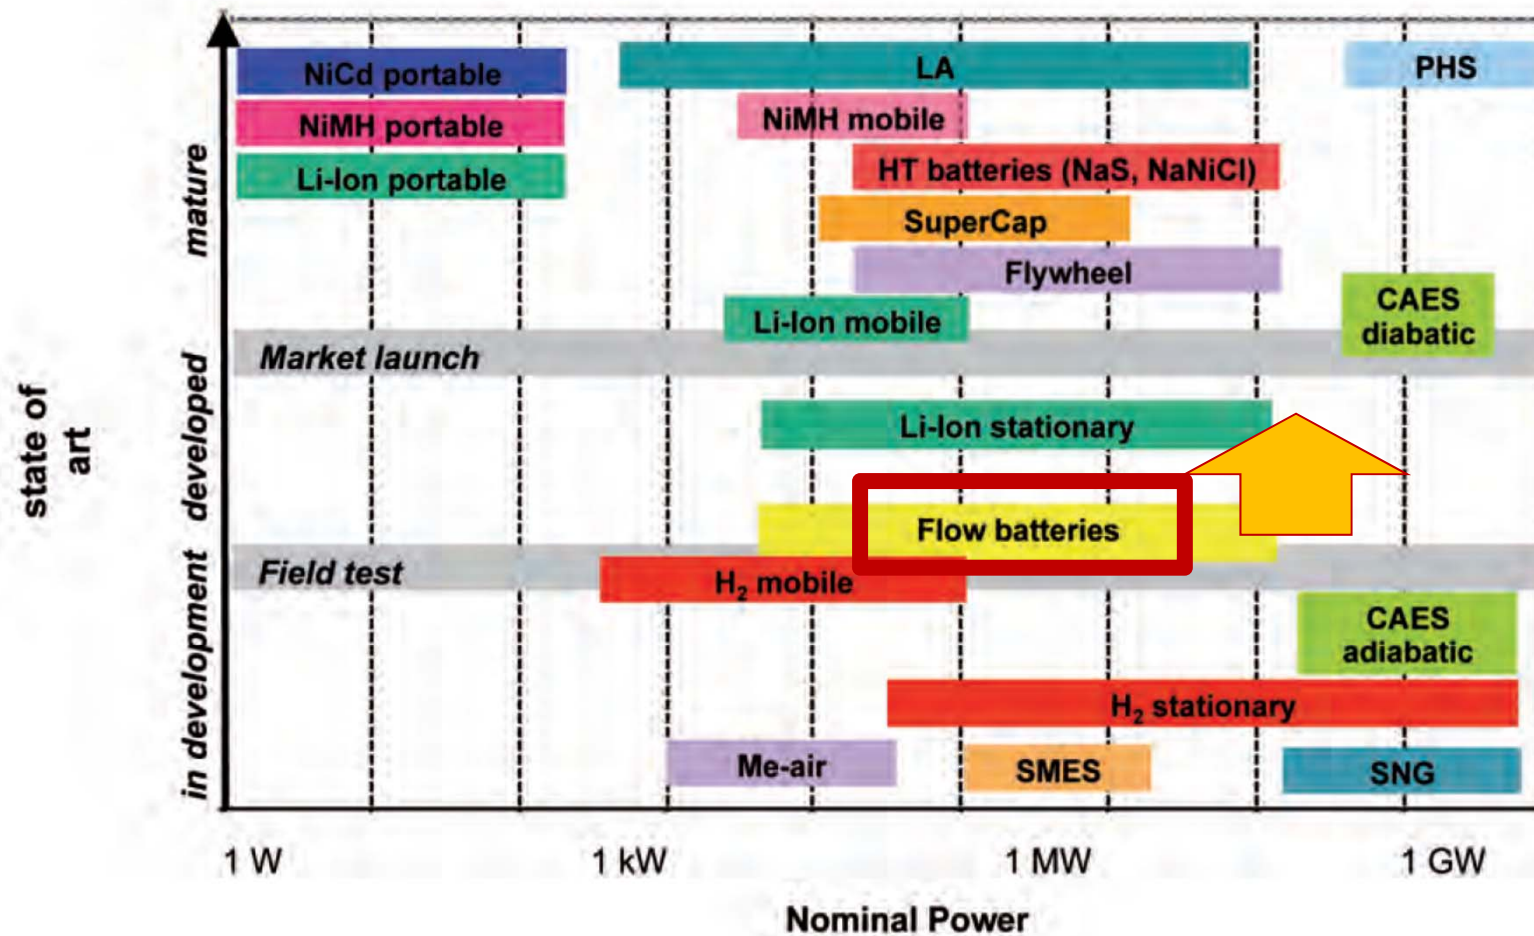 NiCd portable
LA
PHS
NiMH portable
NiMH mobile
Li-Ion portable
HT batteries (NaS, NaNiCl)
SuperCap
Flywheel
CAES
diabatic
Li-Ion mobile
Market launch
Li-Ion stationary
Flow batteries
Field test
H₂ mobile
CAES
adiabatic
H₂ stationary
Me-air
SMES
SNG
mature
developed
in development
state of
art
1 W
1 kW
1 MW
1 GW
Nominal Power